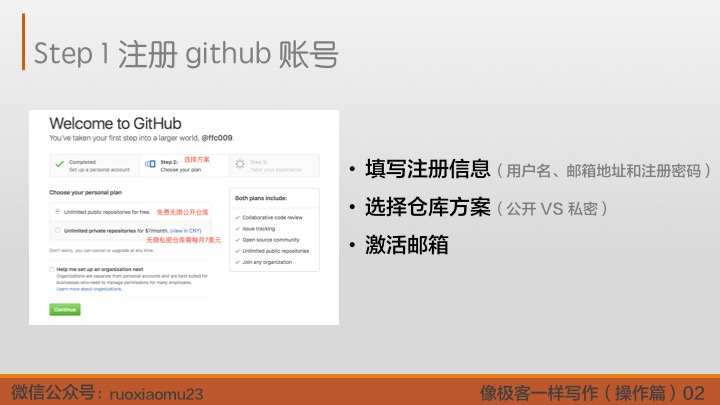 Step 1 注册 github 账号
Welcome to GitHub
You've taken your first step into a larger world, @ffc009.
Completed
Set up a personal account
Step 2: 选择方案
Choose your plan
Step 3:
Tailor your experience
Choose your personal plan
Unlimited public repositories for free. 免费无限公开仓库
Unlimited private repositories for $7/month. (view in CNY)
无限私密仓库需每月7美元
Don't worry, you can cancel or upgrade at any time.
Help me set up an organization next
Organizations are separate from personal accounts and are best suited for
businesses who need to manage permissions for many employees.
Learn more about organizations.
Continue
Both plans include:
Collaborative code review
Issue tracking
Open source community
Unlimited public repositories
Join any organization
• 填写注册信息（用户名、邮箱地址和注册密码）
• 选择仓库方案（公开 VS 私密）
• 激活邮箱
微信公众号：ruoxiaomu23
像极客一样写作（操作篇）02